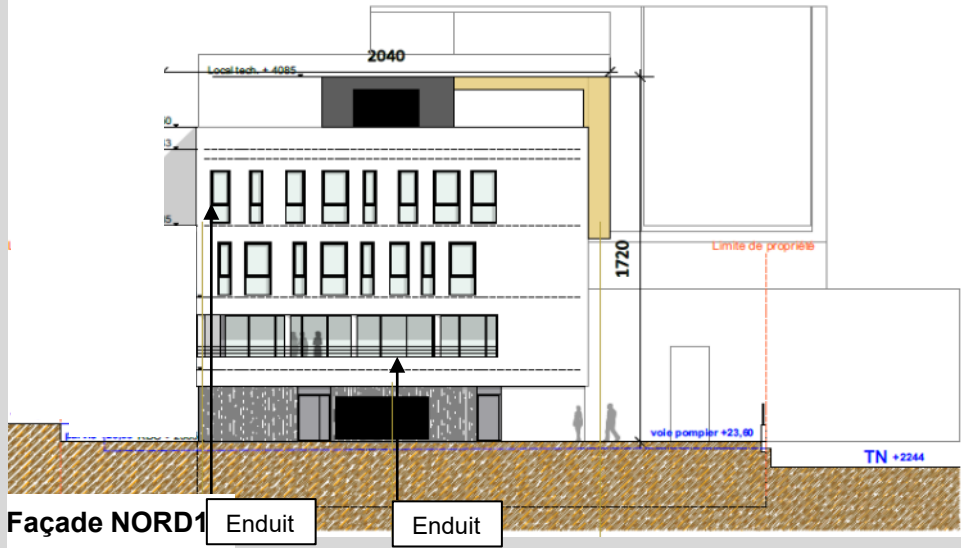 2040
Local tech. + 4085
1720
Limite de propriété
voie pompier +23,60
TN +2244
Façade NORD1
Enduit
Enduit